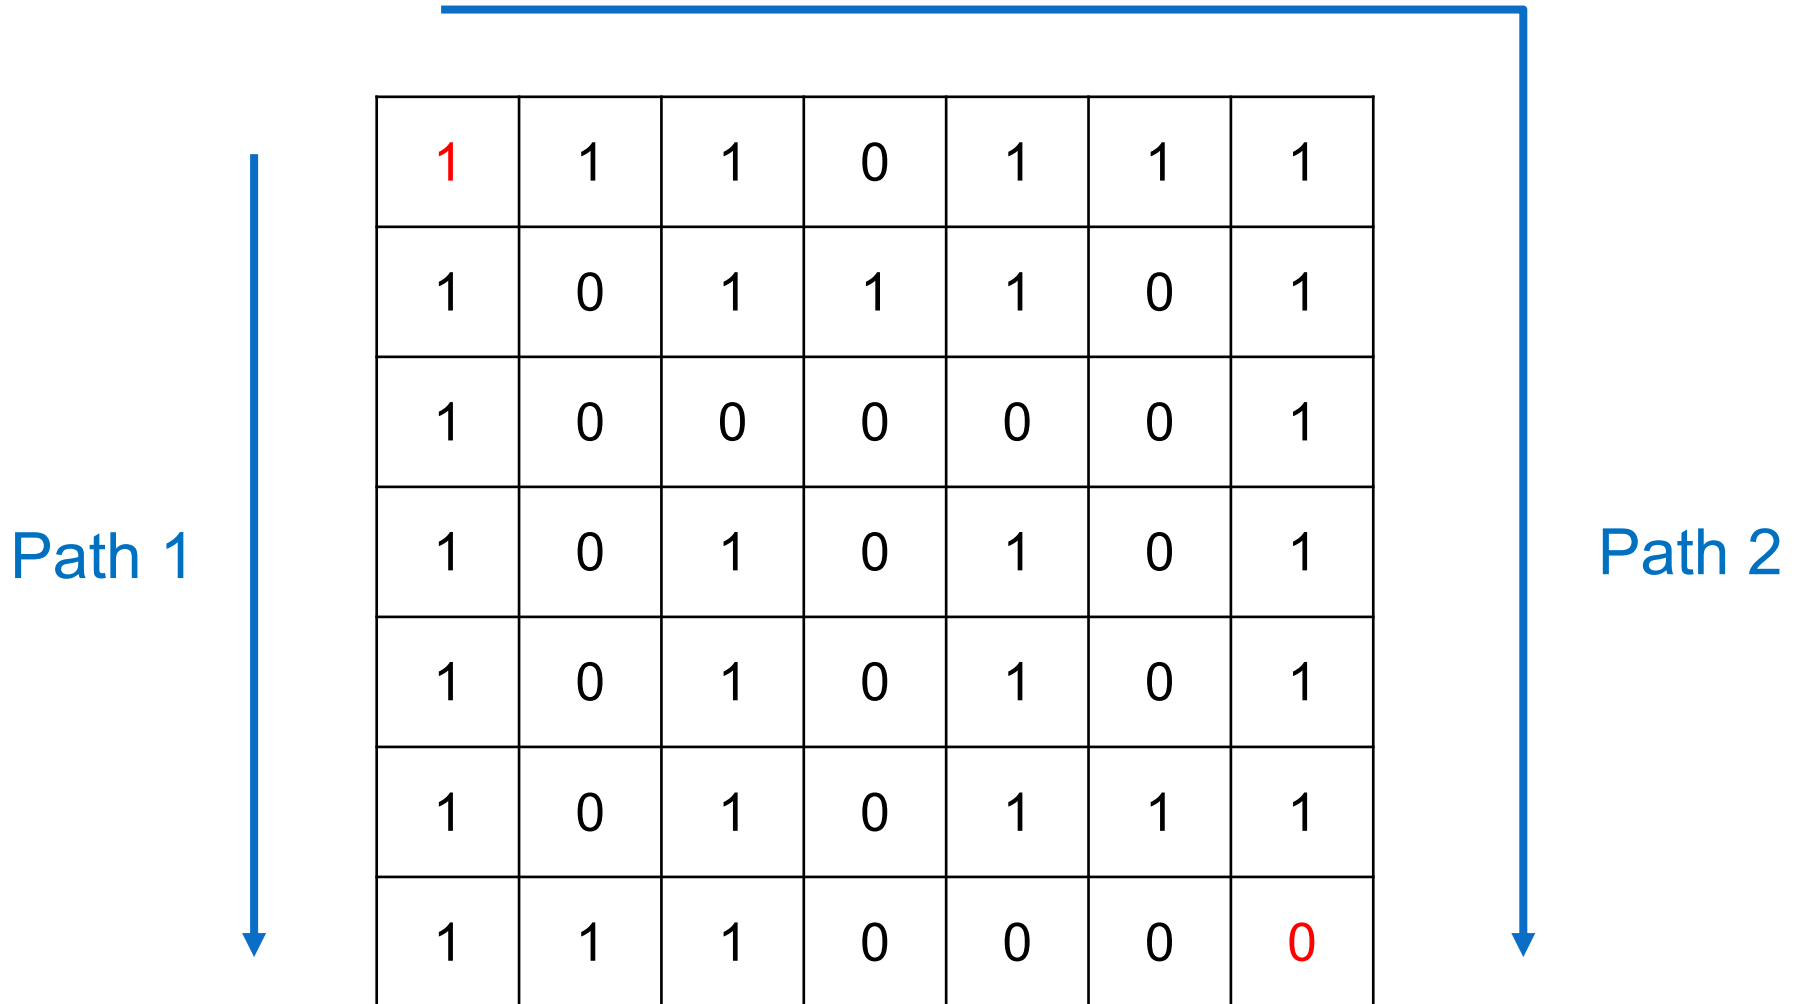 1 1 1 0 1 1 1
1 0 1 1 1 0 1
1 0 0 0 0 0 1
Path 1
1 0 1 0 1 0 1
Path 2
1 0 1 0 1 0 1
1 0 1 0 1 1 1
1 1 1 0 0 0 0